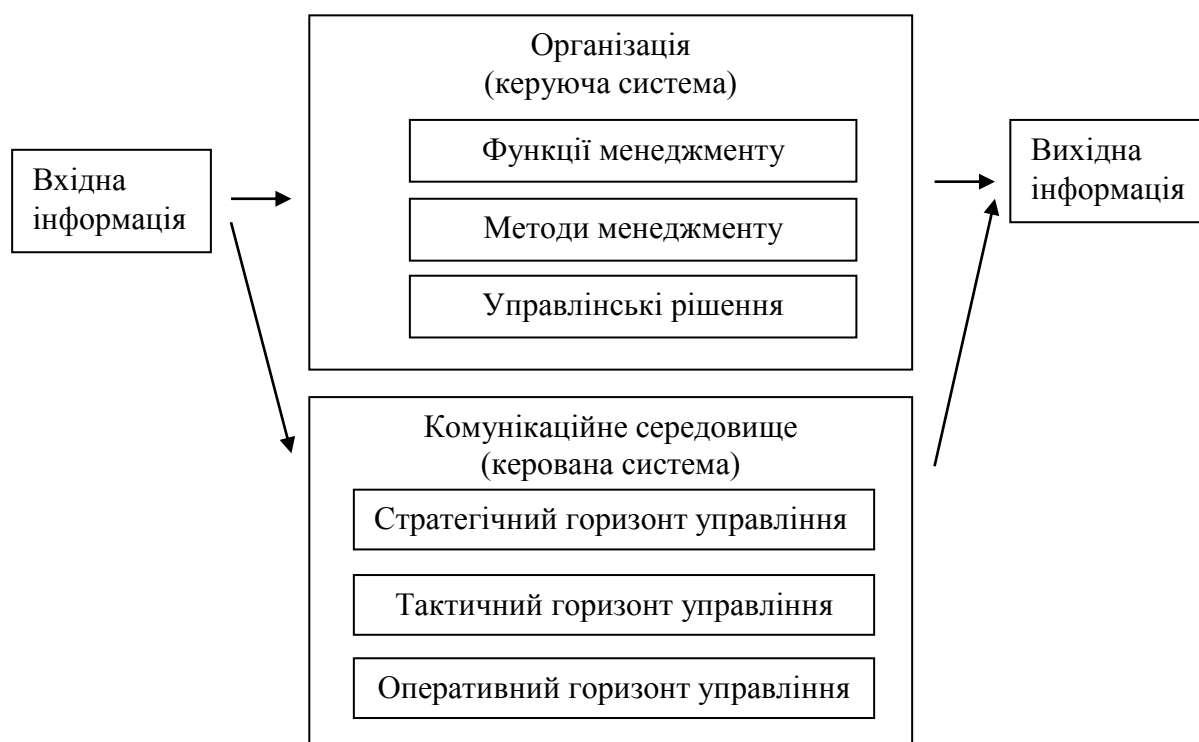 Вхідна
інформація
Організація
(керуюча система)
Функції менеджменту
Методи менеджменту
Управлінські рішення
Комунікаційне середовище
(керована система)
Стратегічний горизонт управління
Тактичний горизонт управління
Оперативний горизонт управління
Вихідна
інформація